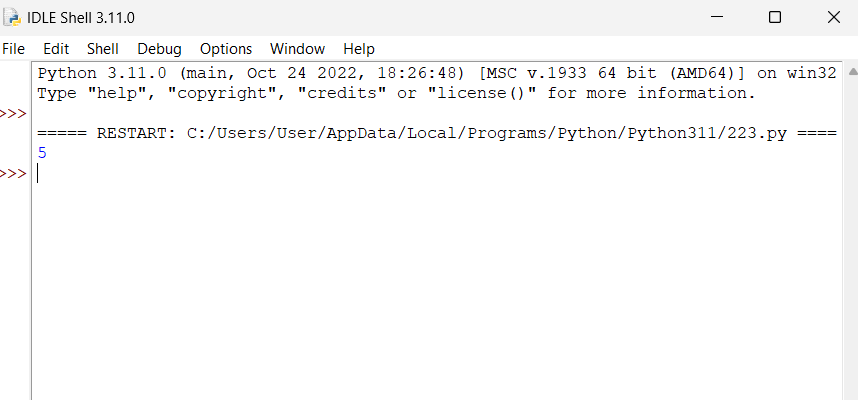 IDLE Shell 3.11.0
File Edit Shell Debug Options Window Help
Python 3.11.0 (main, Oct 24 2022, 18:26:48) [MSC v.1933 64 bit (AMD64)] on win32
Type "help", "copyright", "credits" or "license()" for more information.
>>>
===== RESTART: C:/Users/User/AppData/Local/Programs/Python/Python311/223.py ====
5
>>>